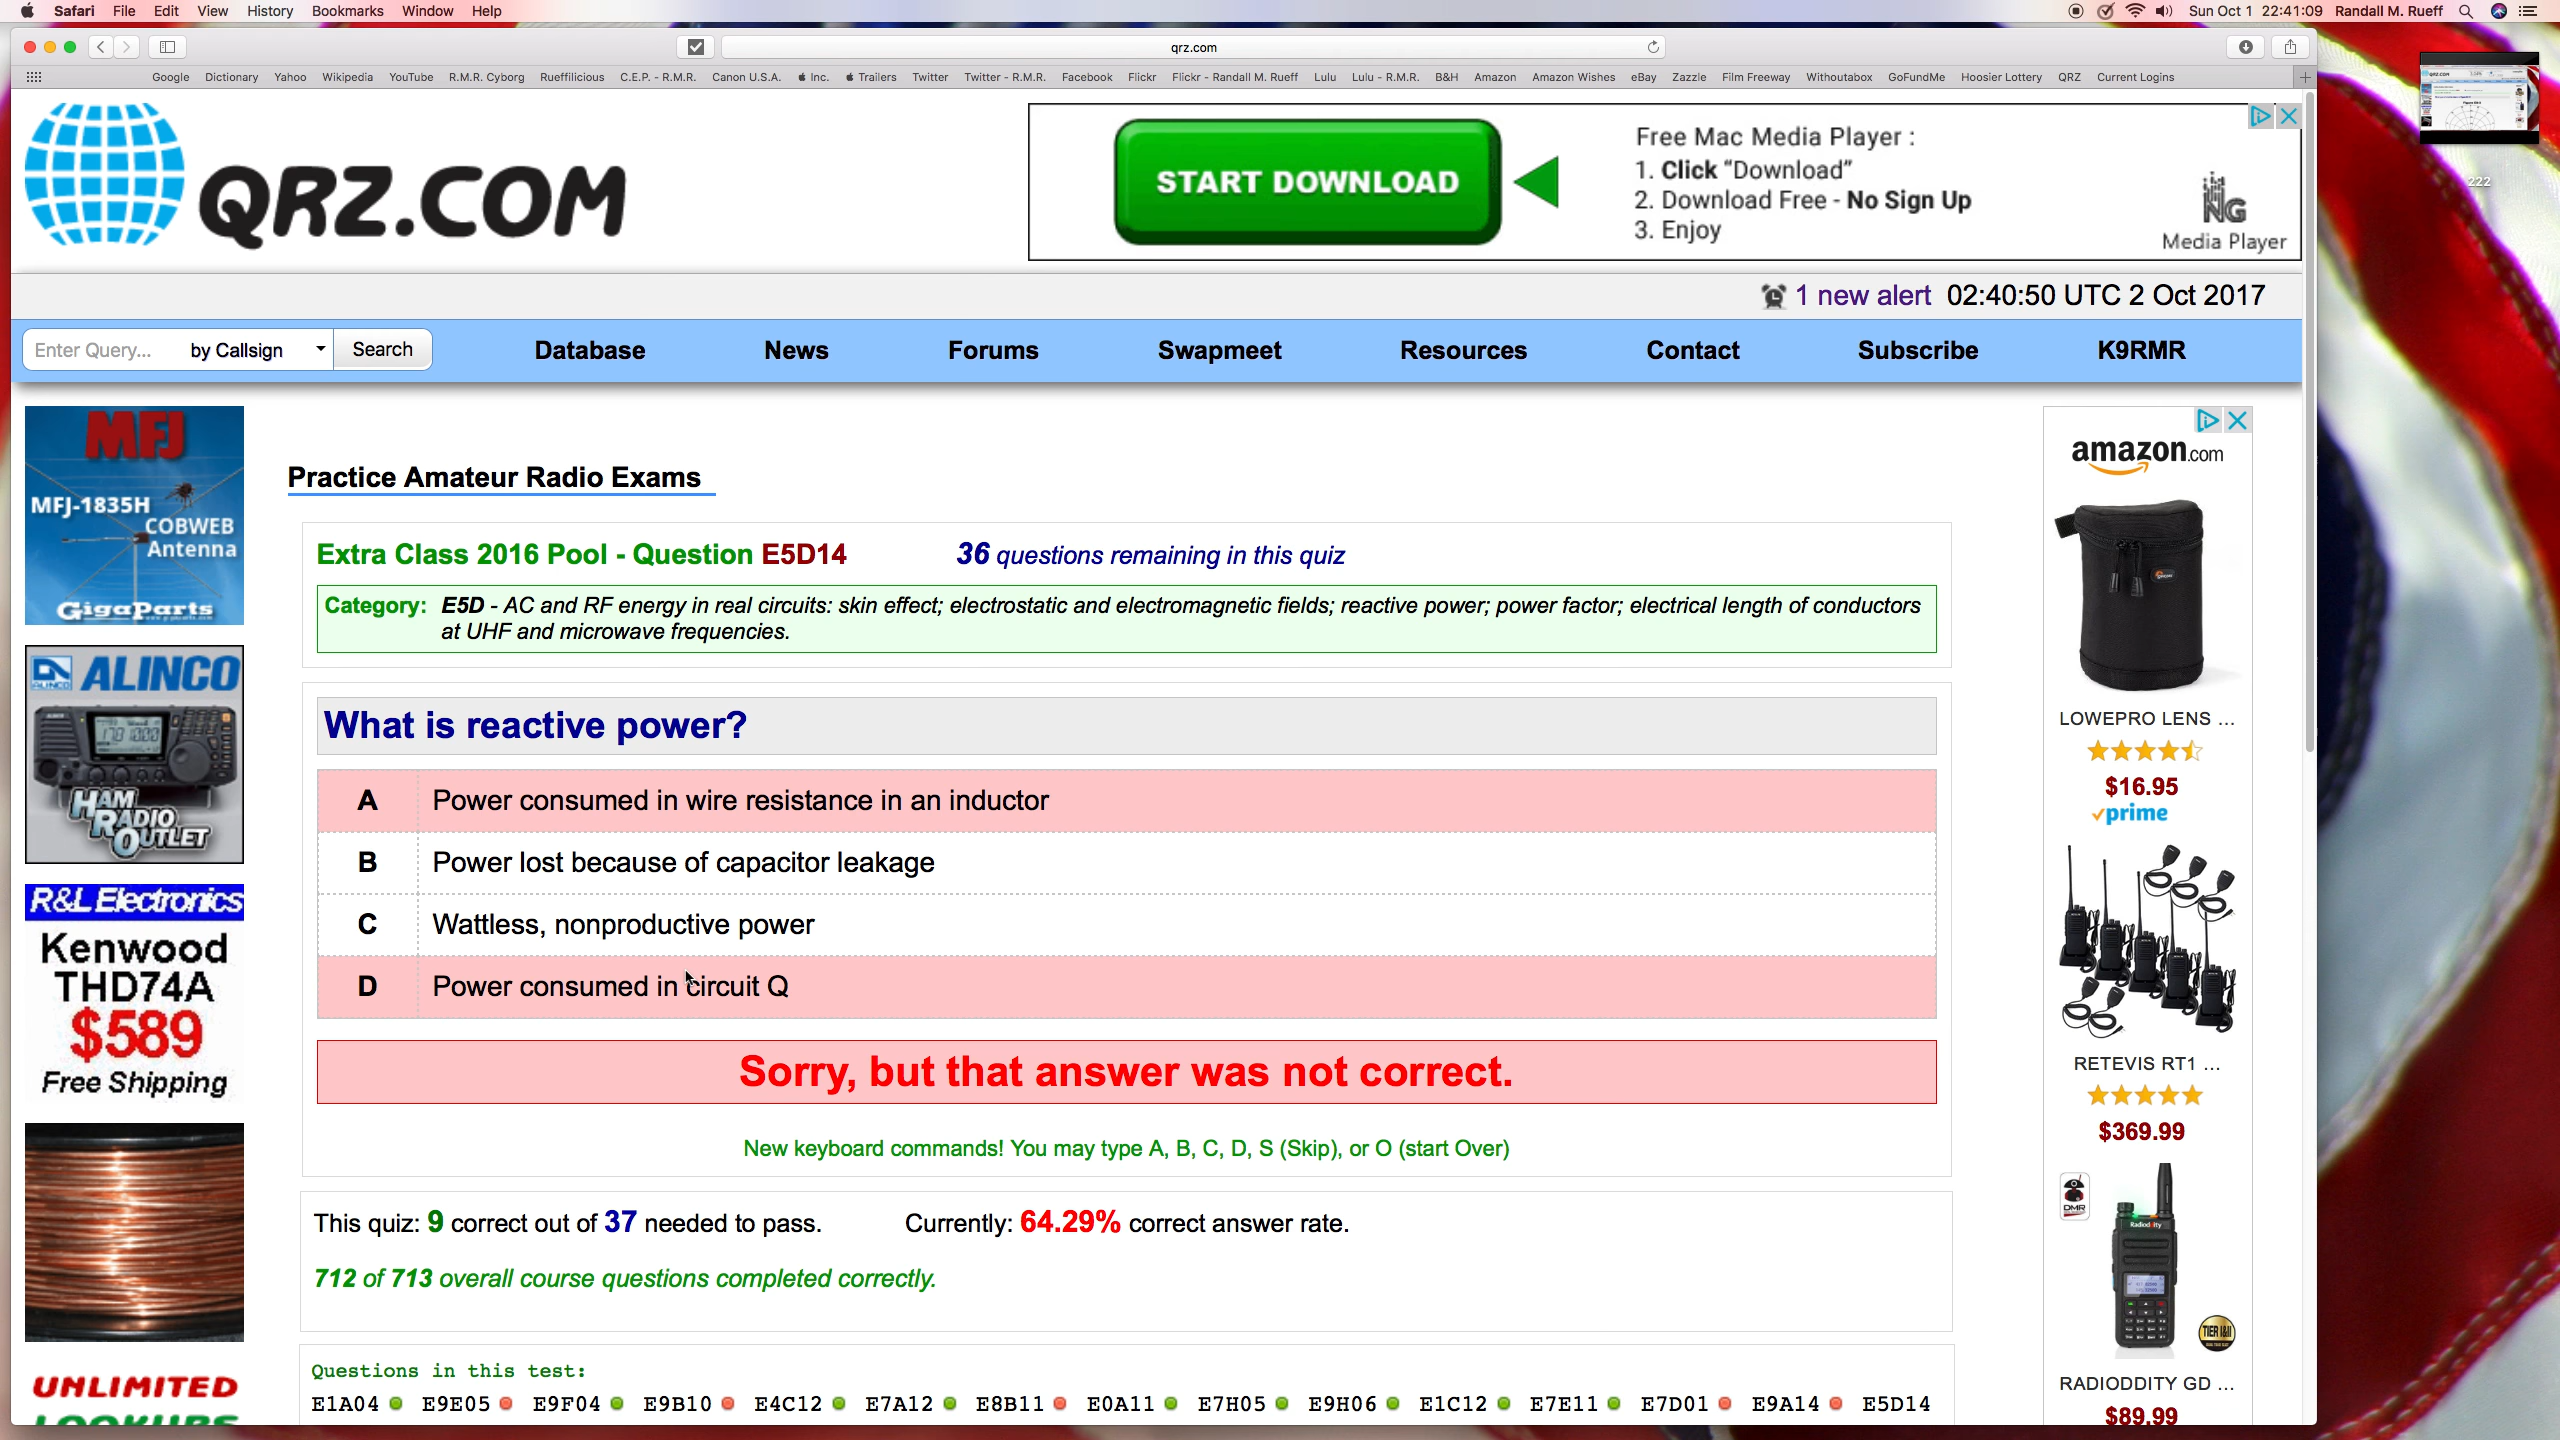 Safari File Edit View History Bookmarks Window Help
Sun Oct 1 22:41:09 Randall M. Rueff
qrz.com
Google Dictionary Yahoo Wikipedia YouTube R.M.R. Cyborg Rueffilicious C.E.P. - R.M.R. Canon U.S.A. Inc. Trailers Twitter Twitter - R.M.R. Facebook Flickr Flickr - Randall M. Rueff Lulu Lulu - R.M.R. B&H Amazon Amazon Wishes eBay Zazzle Film Freeway Withoutabox GoFundMe Hoosier Lottery QRZ Current Logins
222
QRZ.COM
START DOWNLOAD
Free Mac Media Player :
1. Click “Download”
2. Download Free - No Sign Up
3. Enjoy
NG
Media Player
1 new alert 02:40:50 UTC 2 Oct 2017
Enter Query... by Callsign Search Database News Forums Swapmeet Resources Contact Subscribe K9RMR
MFJ
MFJ-1835H
COBWEB
Antenna
GigaParts
ALINCO
HAM
RADIO
OUTLET
R&L Electronics
Kenwood
THD74A
$589
Free Shipping
UNLIMITED
LOOKUPS
Practice Amateur Radio Exams
Extra Class 2016 Pool - Question E5D14 36 questions remaining in this quiz
Category: E5D - AC and RF energy in real circuits: skin effect; electrostatic and electromagnetic fields; reactive power; power factor; electrical length of conductors
at UHF and microwave frequencies.
What is reactive power?
A Power consumed in wire resistance in an inductor
B Power lost because of capacitor leakage
C Wattless, nonproductive power
D Power consumed in circuit Q
Sorry, but that answer was not correct.
New keyboard commands! You may type A, B, C, D, S (Skip), or O (start Over)
This quiz: 9 correct out of 37 needed to pass. Currently: 64.29% correct answer rate.
712 of 713 overall course questions completed correctly.
Questions in this test:
E1A04 E9E05 E9F04 E9B10 E4C12 E7A12 E8B11 E0A11 E7H05 E9H06 E1C12 E7E11 E7D01 E9A14 E5D14
amazon.com
LOWEPRO LENS ...
$16.95
prime
RETEVIS RT1 ...
$369.99
DMR
Radioddity
TIER I&II
RADIODDITY GD ...
$89.99